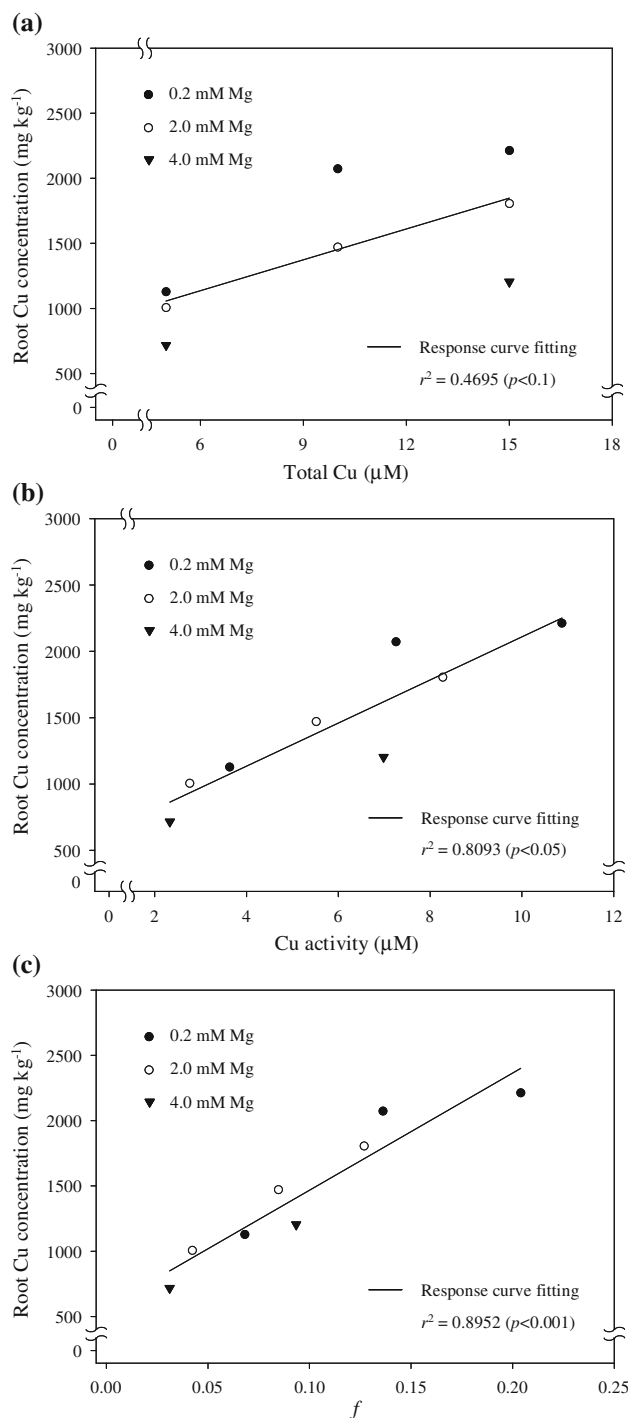 (a)
3000
2500
2000
1500
1000
500
0
Root Cu concentration (mg kg⁻¹)
0.2 mM Mg
2.0 mM Mg
4.0 mM Mg
Response curve fitting
r² = 0.4695 (p<0.1)
0 6 9 12 15 18
Total Cu (μM)
(b)
3000
2500
2000
1500
1000
500
0
Root Cu concentration (mg kg⁻¹)
0.2 mM Mg
2.0 mM Mg
4.0 mM Mg
Response curve fitting
r² = 0.8093 (p<0.05)
0 2 4 6 8 10 12
Cu activity (μM)
(c)
3000
2500
2000
1500
1000
500
0
Root Cu concentration (mg kg⁻¹)
0.2 mM Mg
2.0 mM Mg
4.0 mM Mg
Response curve fitting
r² = 0.8952 (p<0.001)
0.00 0.05 0.10 0.15 0.20 0.25
f